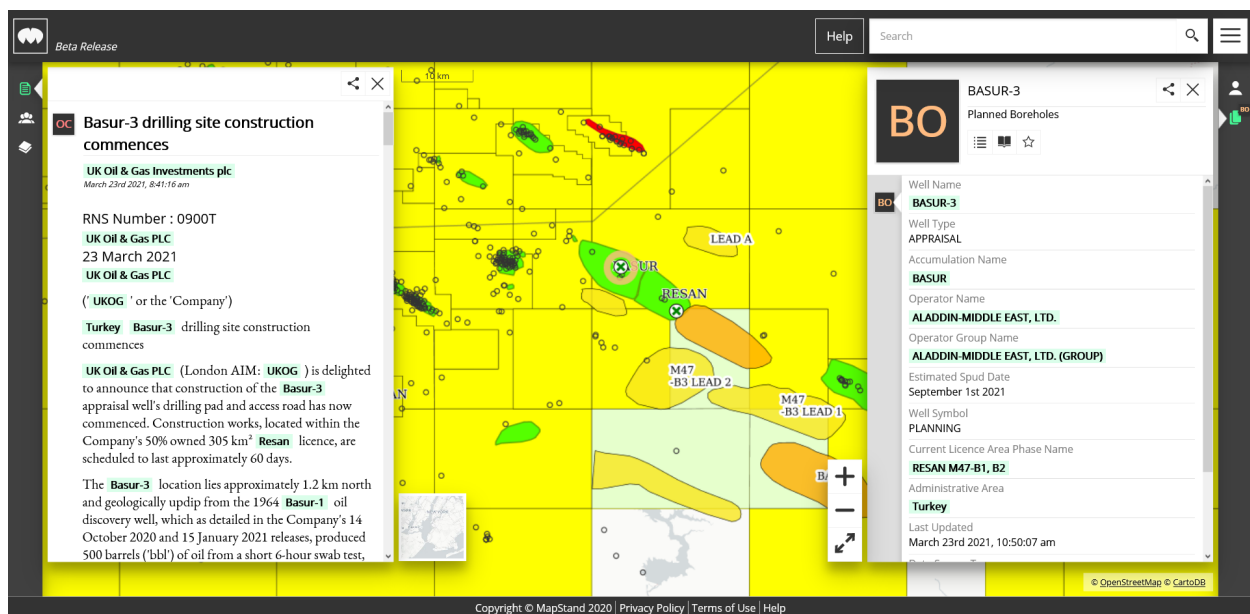 Beta Release
Help
Search
BO
OC
Basur-3 drilling site construction
commences
UK Oil & Gas Investments plc
March 23rd 2021, 8:41:16 am
RNS Number : 0900T
UK Oil & Gas PLC
23 March 2021
UK Oil & Gas PLC
(' UKOG ' or the 'Company')
Turkey Basur-3 drilling site construction
commences
UK Oil & Gas PLC (London AIM: UKOG ) is delighted
to announce that construction of the Basur-3
appraisal well's drilling pad and access road has now
commenced. Construction works, located within the
Company's 50% owned 305 km² Resan licence, are
scheduled to last approximately 60 days.
The Basur-3 location lies approximately 1.2 km north
and geologically updip from the 1964 Basur-1 oil
discovery well, which as detailed in the Company's 14
October 2020 and 15 January 2021 releases, produced
500 barrels ('bbl') of oil from a short 6-hour swab test,
10 km
LEAD A
RESAN
M47
-B3 LEAD 2
M47
-B3 LEAD 1
BO
BASUR-3
Planned Boreholes
BO
Well Name
BASUR-3
Well Type
APPRAISAL
Accumulation Name
BASUR
Operator Name
ALADDIN-MIDDLE EAST, LTD.
Operator Group Name
ALADDIN-MIDDLE EAST, LTD. (GROUP)
Estimated Spud Date
September 1st 2021
Well Symbol
PLANNING
Current Licence Area Phase Name
RESAN M47-B1, B2
Administrative Area
Turkey
Last Updated
March 23rd 2021, 10:50:07 am
© OpenStreetMap © CartoDB
Copyright © MapStand 2020 | Privacy Policy | Terms of Use | Help